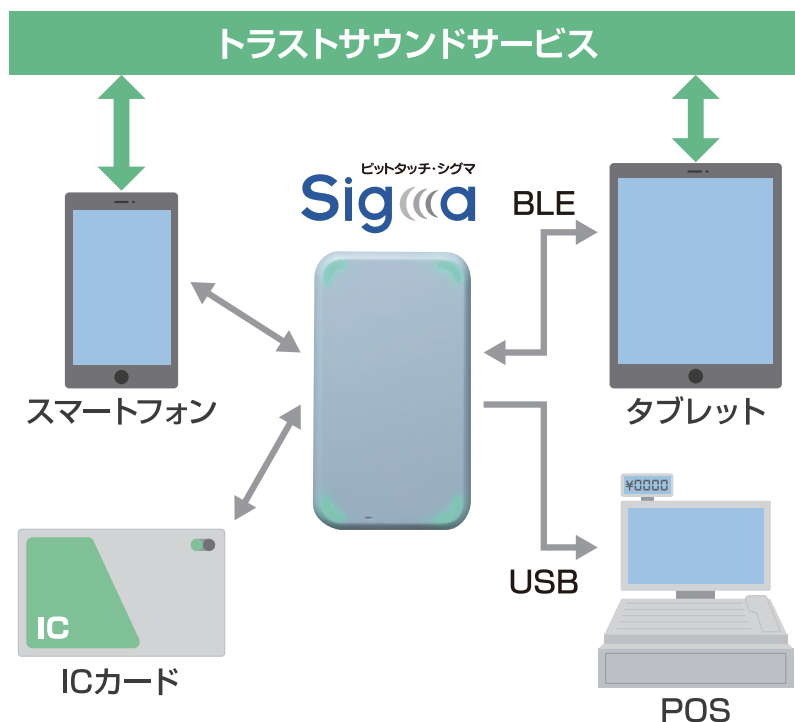 トラストサウンドサービス
ピットタッチ・シグマ
Sigma
BLE
スマートフォン
タブレット
¥0000
USB
IC
ICカード
POS